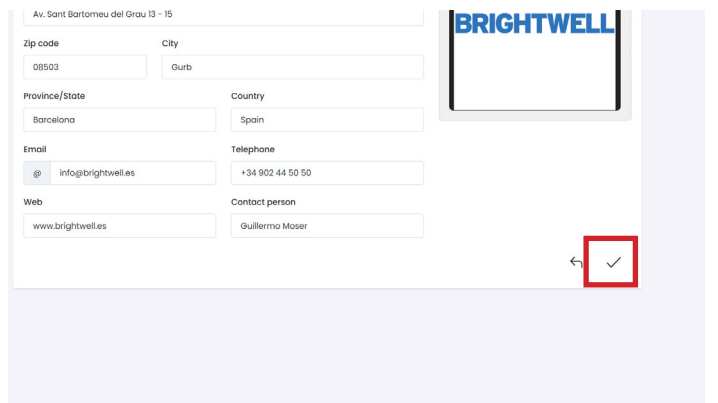 Av. Sant Bartomeu del Grau 13 - 15
BRIGHTWELL
Zip code City
08503 Gurb
Province/State Country
Barcelona Spain
Email Telephone
@ info@brightwell.es +34 902 44 50 50
Web Contact person
www.brightwell.es Guillermo Moser